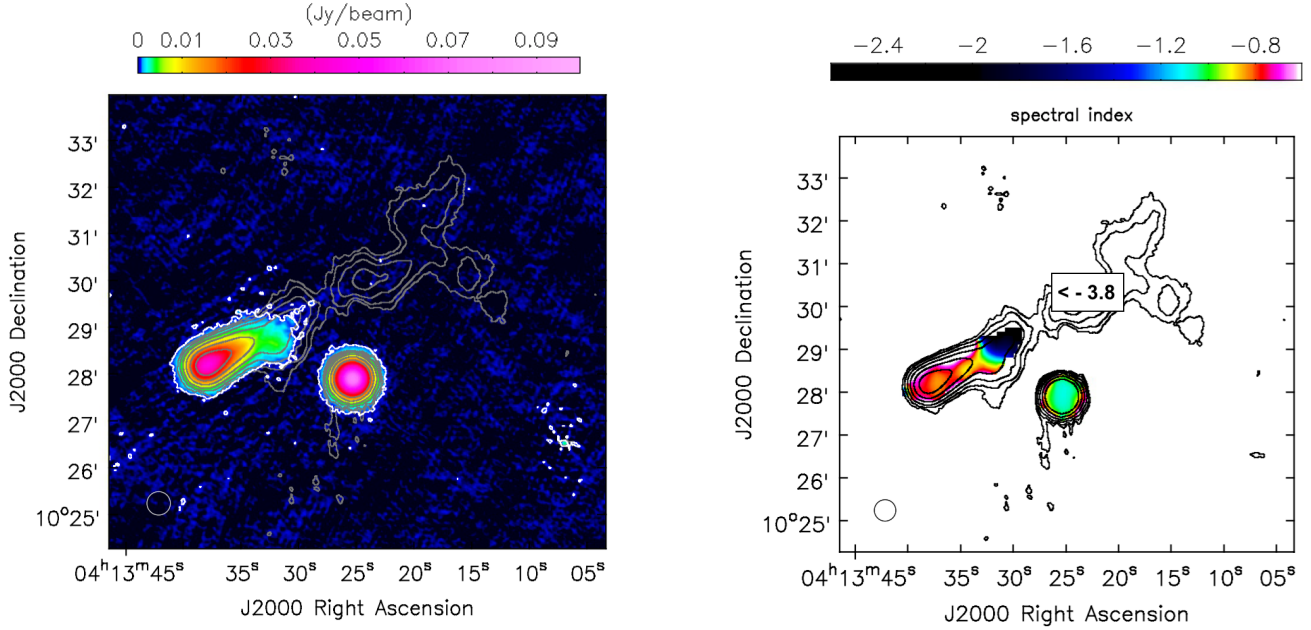 (Jy/beam)
0 0.01 0.03 0.05 0.07 0.09
33'
32'
31'
30'
29'
28'
27'
26'
10°25'
J2000 Declination
04ʰ13ᵐ45ˢ 35ˢ 30ˢ 25ˢ 20ˢ 15ˢ 10ˢ 05ˢ
J2000 Right Ascension
−2.4 −2 −1.6 −1.2 −0.8
spectral index
33'
32'
31'
30'
29'
28'
27'
26'
10°25'
J2000 Declination
< - 3.8
04ʰ13ᵐ45ˢ 35ˢ 30ˢ 25ˢ 20ˢ 15ˢ 10ˢ 05ˢ
J2000 Right Ascension